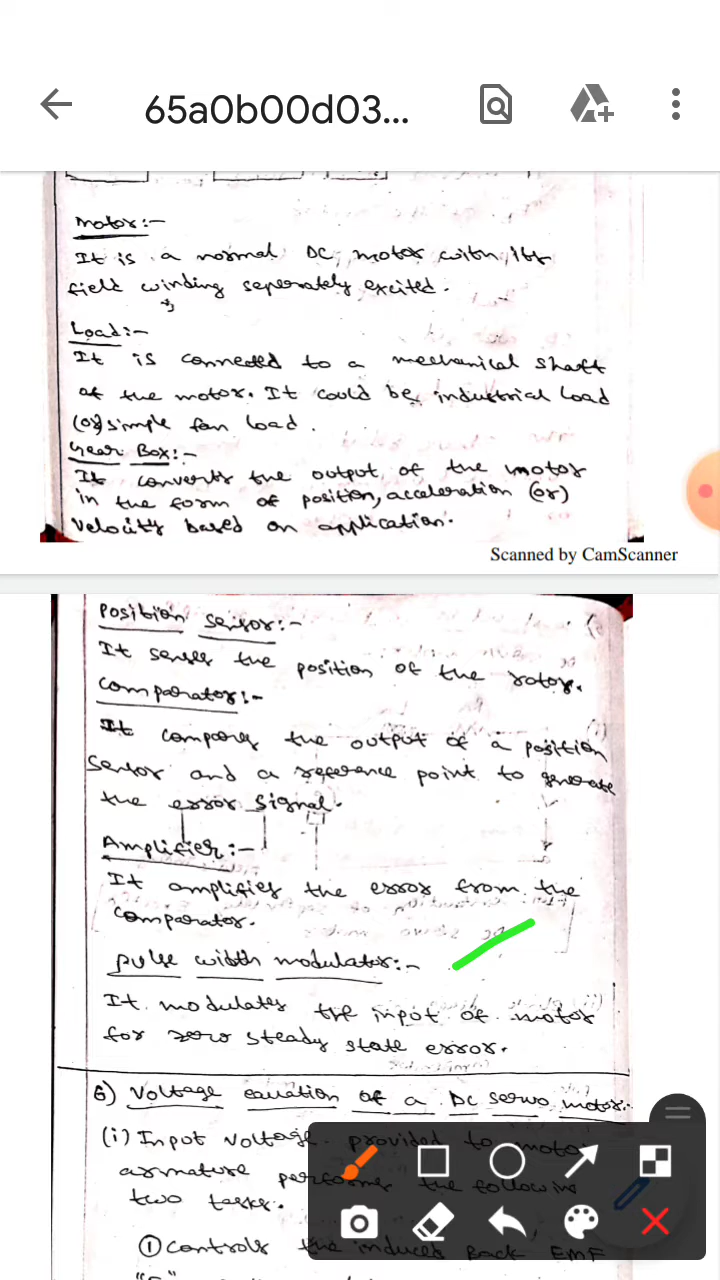 65a0b00d03...
Motor:-
It is a normal DC, motor with its
field winding seperately excited.
Load:-
It is connected to a mechanical shaft
of the motor. It could be industrial load
(or) simple fan load.
Gear Box:-
It converts the output of the motor
in the form of position, acceleration (or)
velocity based on application.
Scanned by CamScanner
Position sensor:-
It senses the position of the rotor.
Comparator:-
It compares the output of a position
sensor and a reference point to generate
the error signal.
Amplifier:-
It amplifies the error from the
comparator.
pulse width modulator:-
It modulates the input of motor
for zero steady state error.
6) Voltage equation of a DC servo motor:-
(i) Input voltage provided to motor
armature performs the following
two tasks.
① controls the induced Back EMF